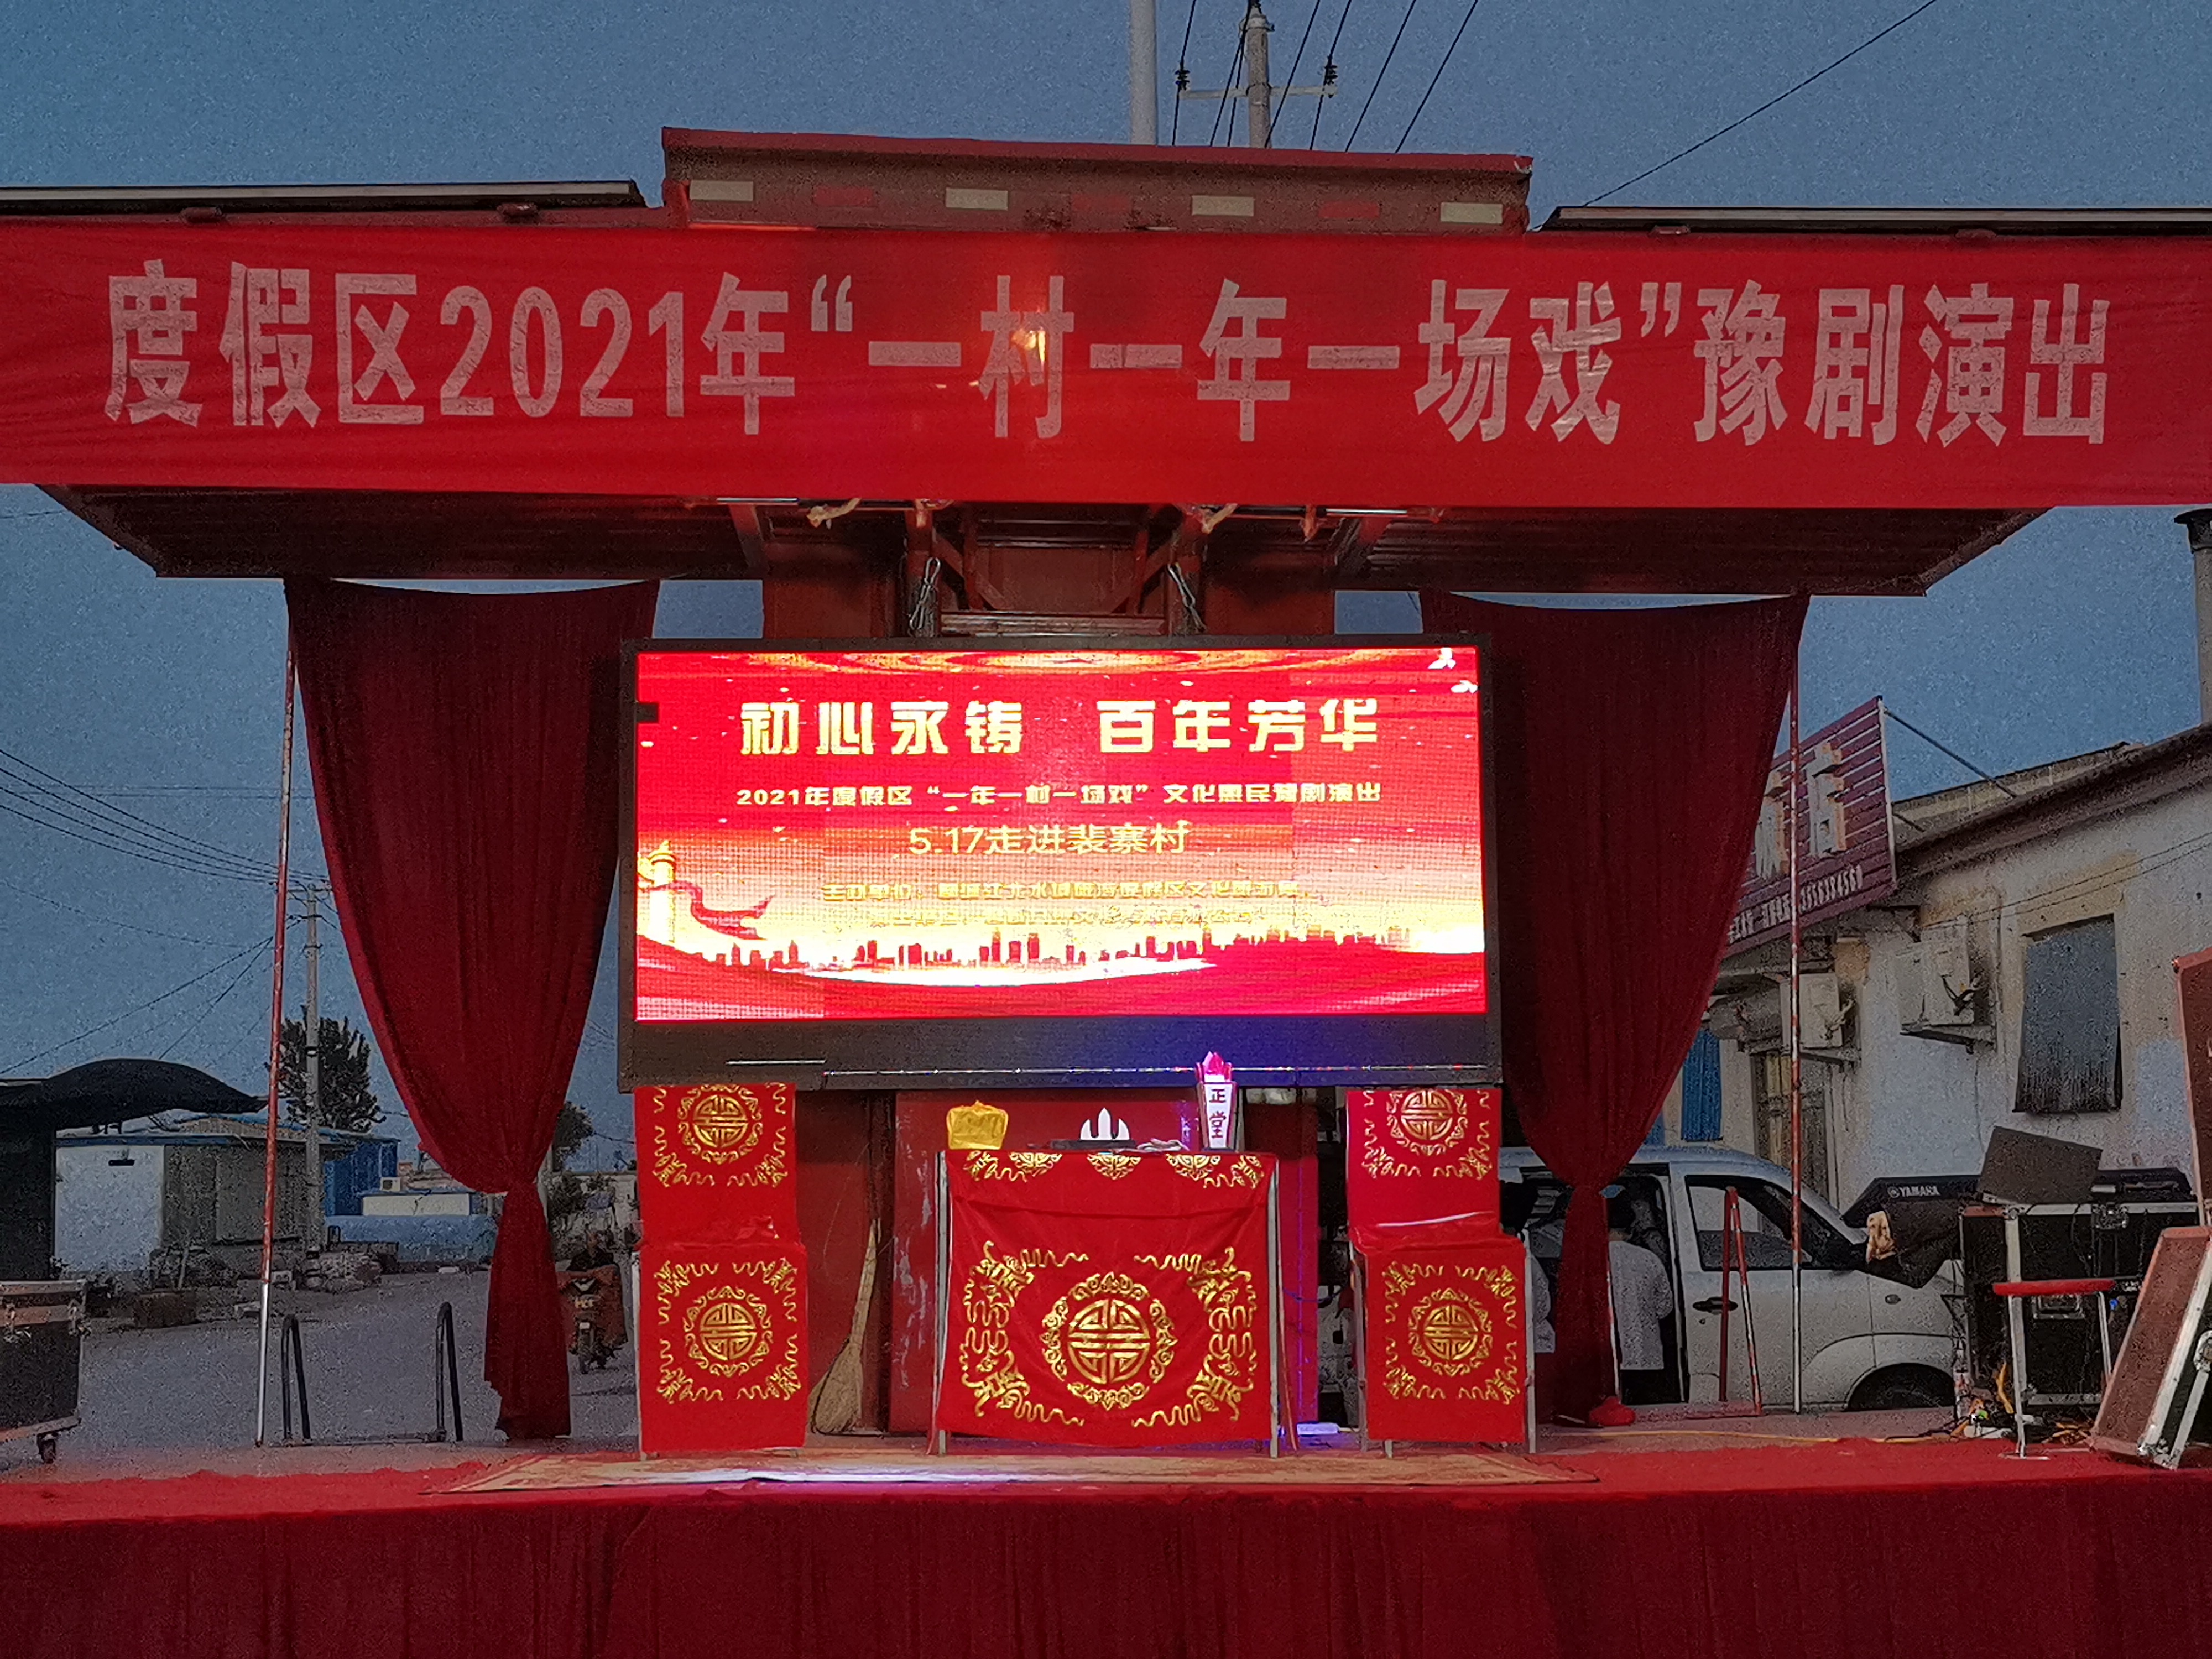 度假区2021年“一村一年一场戏”豫剧演出
初心永铸 百年芳华
2021年度假区“一年一村一场戏”文化惠民豫剧演出
5.17走进裴寨村
正堂
YAMAHA